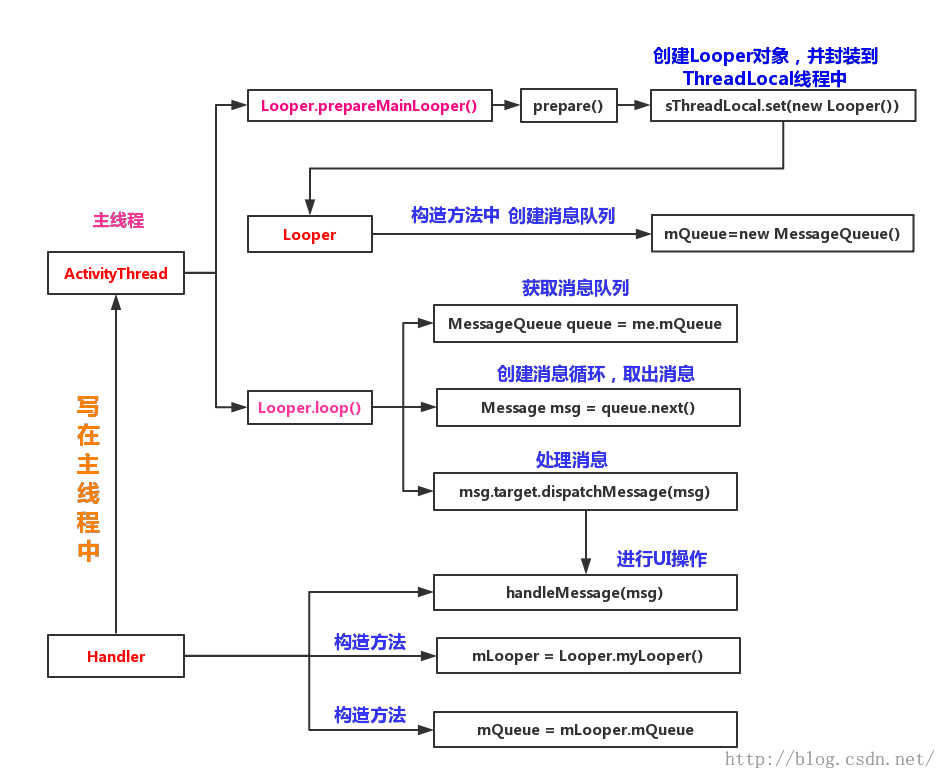 创建Looper对象，并封装到
ThreadLocal线程中
Looper.prepareMainLooper()
prepare()
sThreadLocal.set(new Looper())
主线程
构造方法中 创建消息队列
Looper
mQueue=new MessageQueue()
ActivityThread
获取消息队列
MessageQueue queue = me.mQueue
创建消息循环，取出消息
Looper.loop()
Message msg = queue.next()
写在主线程中
处理消息
msg.target.dispatchMessage(msg)
进行UI操作
handleMessage(msg)
构造方法
Handler
mLooper = Looper.myLooper()
构造方法
mQueue = mLooper.mQueue
http://blog.csdn.net/